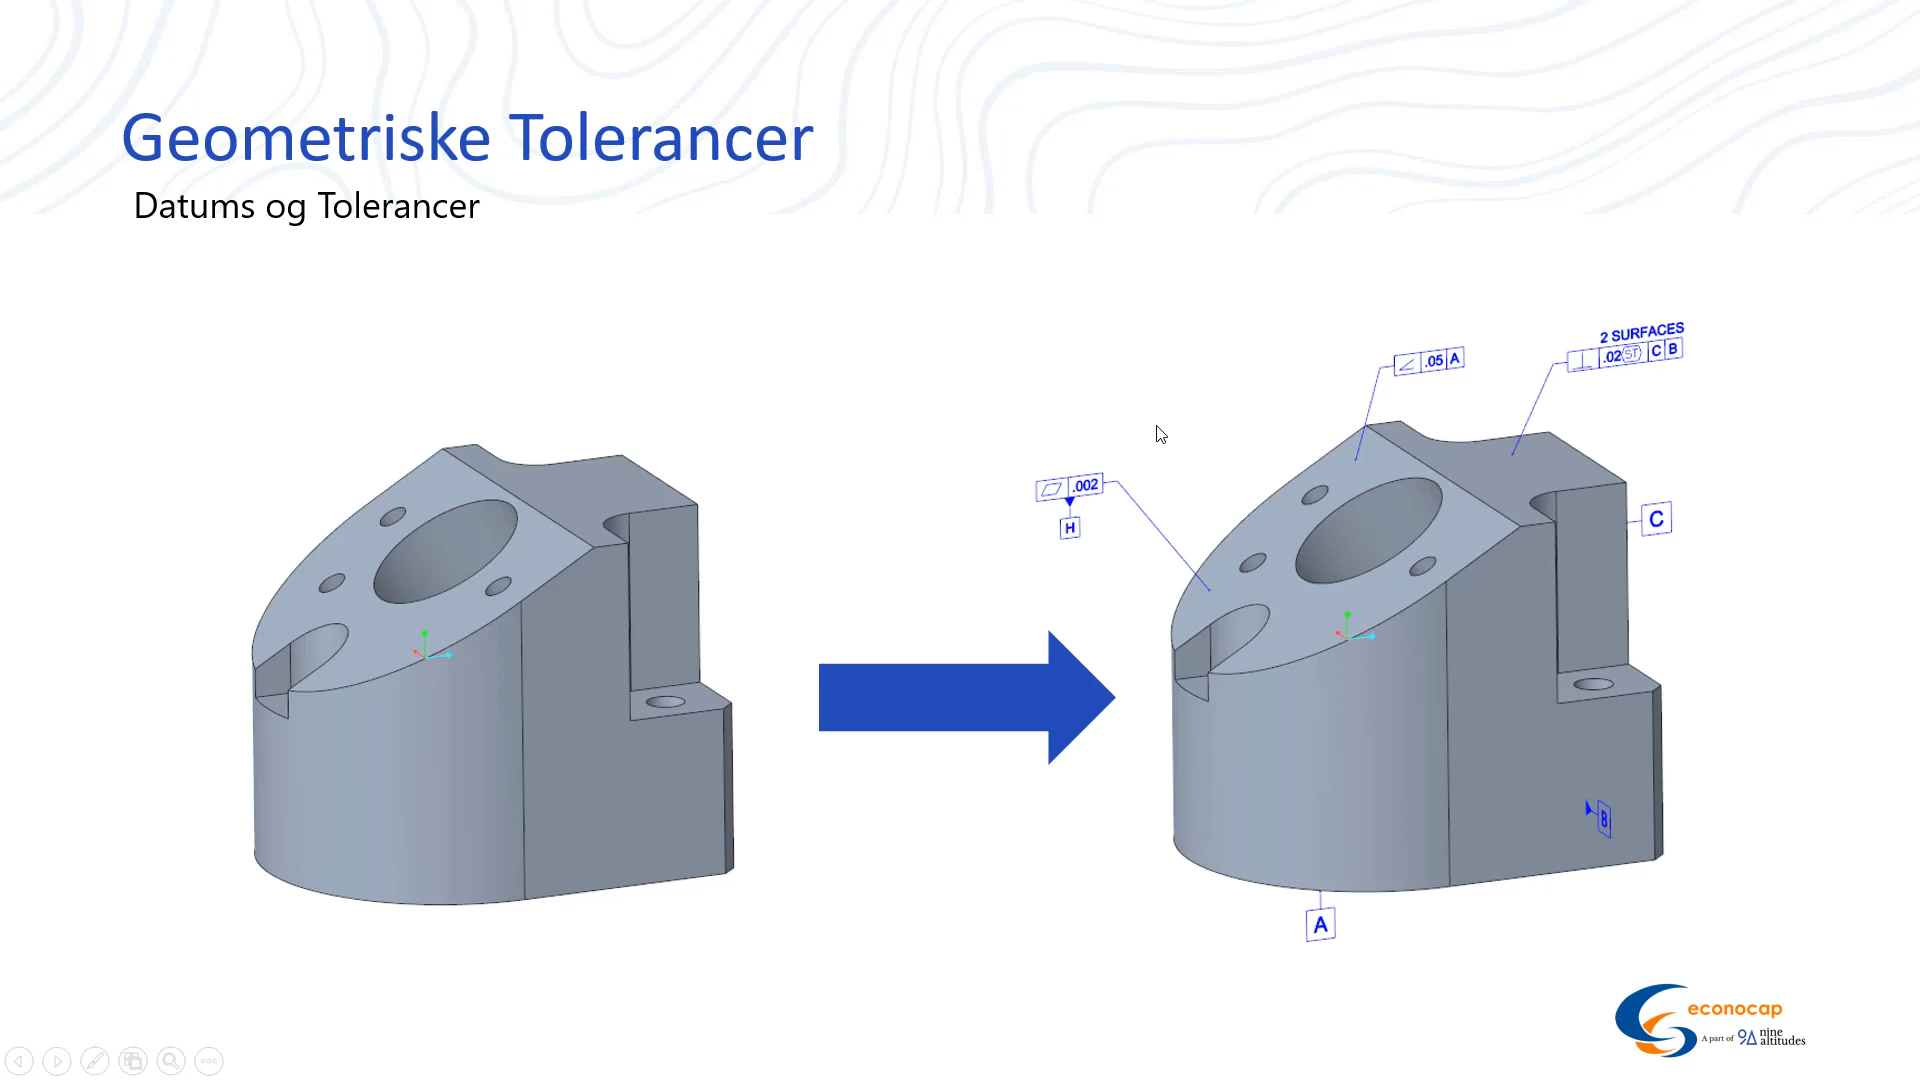 Geometriske Tolerancer
Datums og Tolerancer
2 SURFACES
.02 ST C B
.05 A
.002
H
C
B
A
econocap
A part of 9A nine altitudes